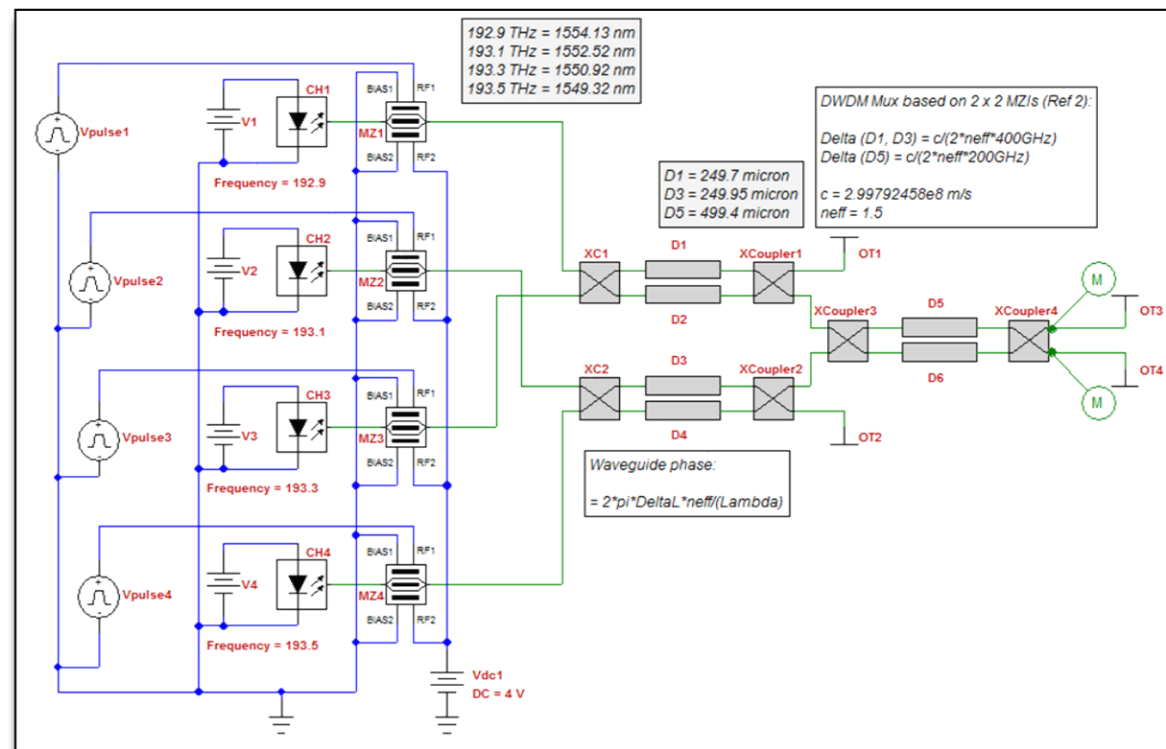 192.9 THz = 1554.13 nm
193.1 THz = 1552.52 nm
193.3 THz = 1550.92 nm
193.5 THz = 1549.32 nm
DWDM Mux based on 2 x 2 MZIs (Ref 2):
Delta (D1, D3) = c/(2*neff*400GHz)
Delta (D5) = c/(2*neff*200GHz)
c = 2.99792458e8 m/s
neff = 1.5
D1 = 249.7 micron
D3 = 249.95 micron
D5 = 499.4 micron
Vpulse1
V1
CH1
Frequency = 192.9
BIAS1
RF1
MZ1
BIAS2
RF2
Vpulse2
V2
CH2
Frequency = 193.1
BIAS1
RF1
MZ2
BIAS2
RF2
Vpulse3
V3
CH3
Frequency = 193.3
BIAS1
RF1
MZ3
BIAS2
RF2
Vpulse4
V4
CH4
Frequency = 193.5
BIAS1
RF1
MZ4
BIAS2
RF2
Vdc1
DC = 4 V
XC1
D1
D2
XCoupler1
OT1
XC2
D3
D4
XCoupler2
OT2
XCoupler3
D5
D6
XCoupler4
M
OT3
OT4
M
Waveguide phase:
= 2*pi*DeltaL*neff/(Lambda)